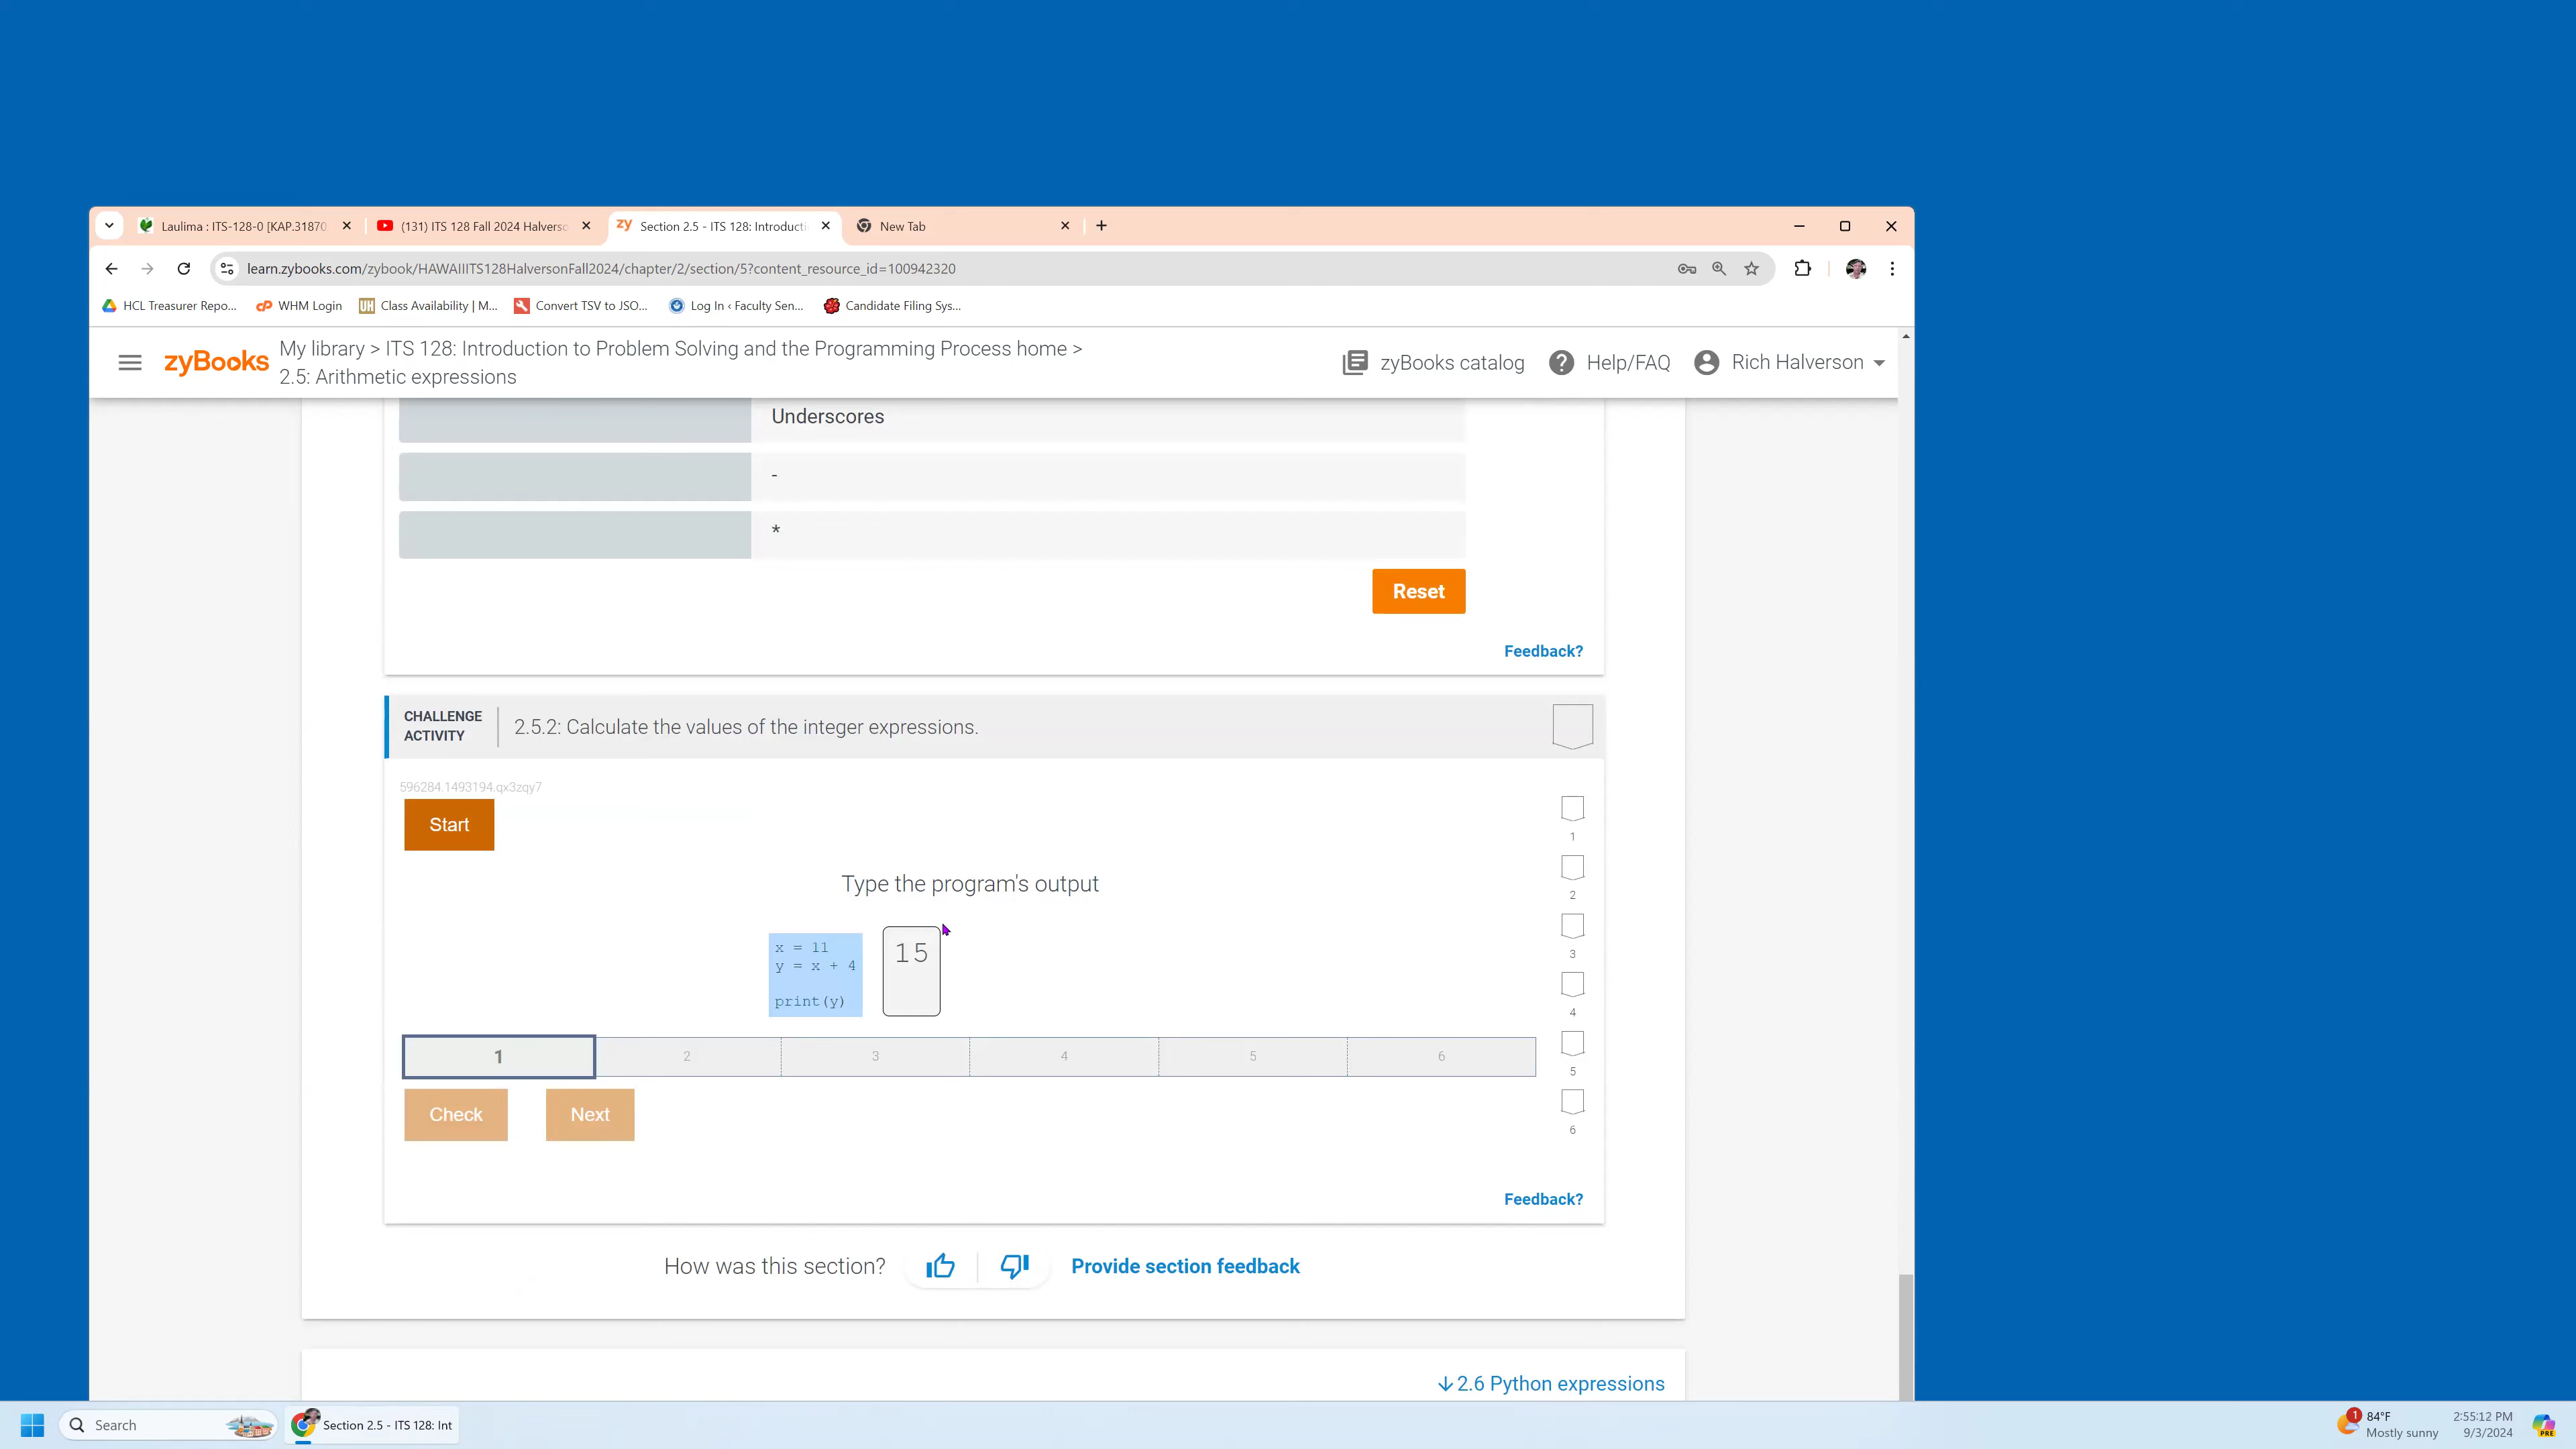 Laulima : ITS-128-0 [KAP.31870
(131) ITS 128 Fall 2024 Halverso
zy Section 2.5 - ITS 128: Introducti
New Tab
learn.zybooks.com/zybook/HAWAIIITS128HalversonFall2024/chapter/2/section/5?content_resource_id=100942320
HCL Treasurer Repo...
cP WHM Login
UH Class Availability | M...
Convert TSV to JSO...
Log In ‹ Faculty Sen...
Candidate Filing Sys...
zyBooks
My library > ITS 128: Introduction to Problem Solving and the Programming Process home >
2.5: Arithmetic expressions
zyBooks catalog
Help/FAQ
Rich Halverson
Underscores
-
*
Reset
Feedback?
CHALLENGE
ACTIVITY
2.5.2: Calculate the values of the integer expressions.
596284.1493194.qx3zqy7
Start
Type the program's output
x = 11
y = x + 4
print(y)
15
1 2 3 4 5 6
Check Next
1
2
3
4
5
6
Feedback?
How was this section?
Provide section feedback
2.6 Python expressions
Search
Section 2.5 - ITS 128: Int
1
84°F
Mostly sunny
2:55:12 PM
9/3/2024
PRE